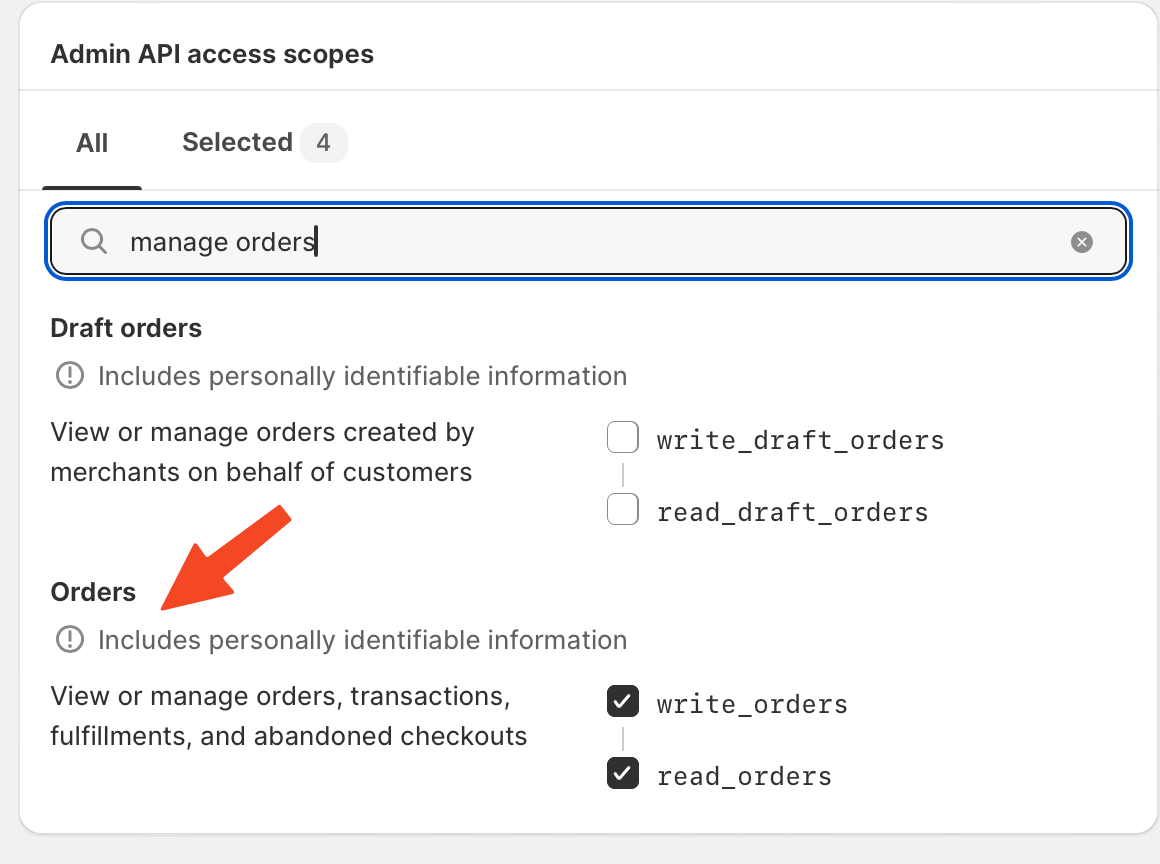 Admin API access scopes
All
Selected 4
manage orders
Draft orders
Includes personally identifiable information
View or manage orders created by
merchants on behalf of customers
write_draft_orders
read_draft_orders
Orders
Includes personally identifiable information
View or manage orders, transactions,
fulfillments, and abandoned checkouts
write_orders
read_orders